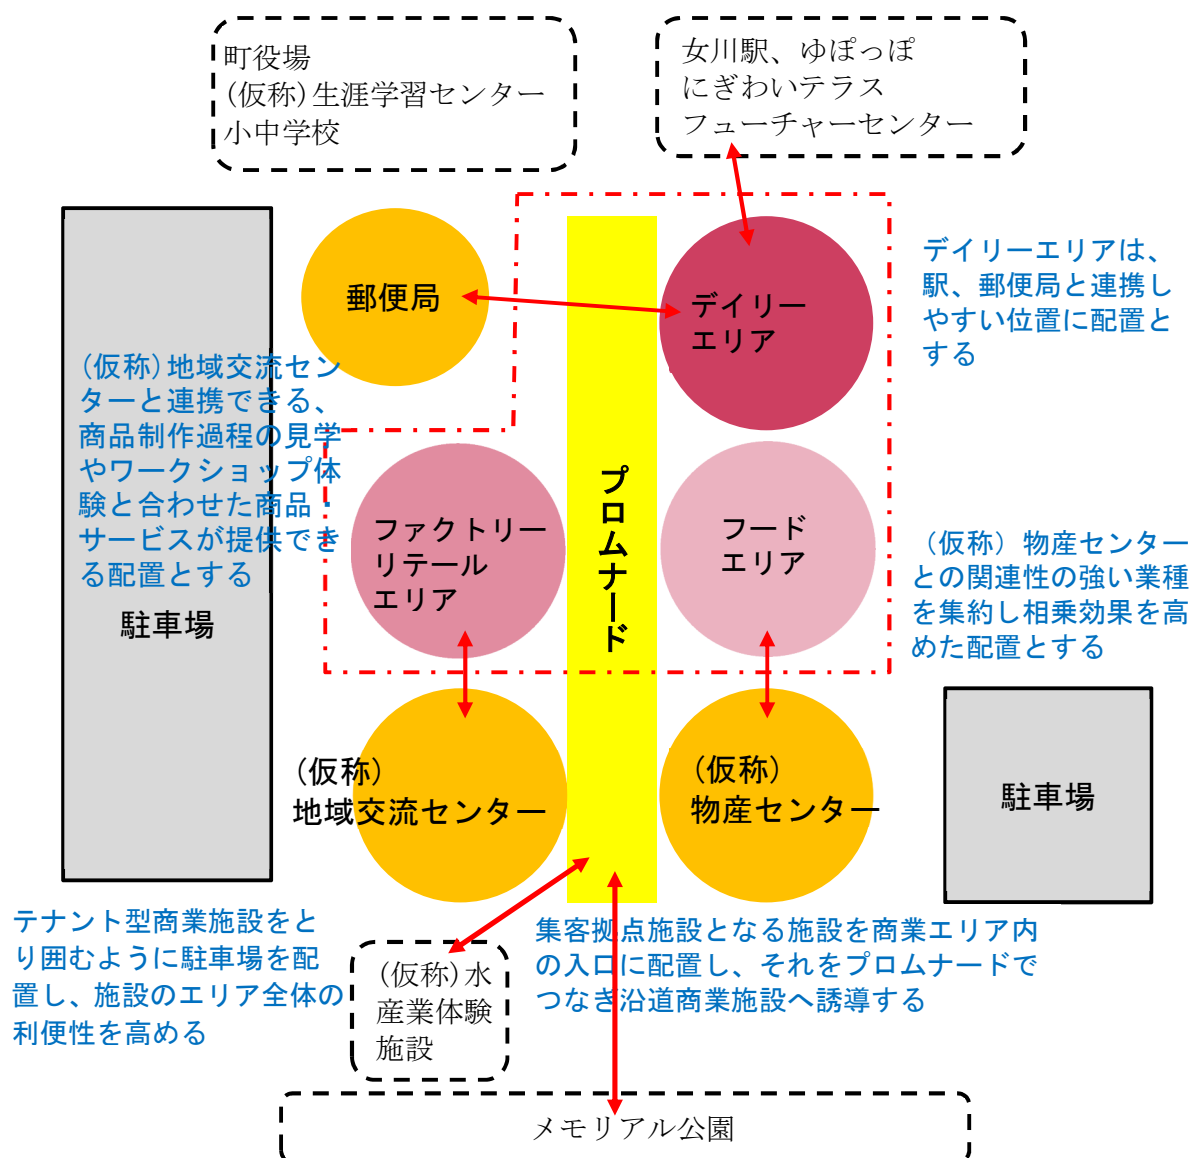 町役場
(仮称)生涯学習センター
小中学校
女川駅、ゆぽっぽ
にぎわいテラス
フューチャーセンター
郵便局
デイリー
エリア
デイリーエリアは、
駅、郵便局と連携し
やすい位置に配置と
する
(仮称)地域交流セン
ターと連携できる、
商品制作過程の見学
やワークショップ体
験と合わせた商品・
サービスが提供でき
る配置とする
駐車場
ファクトリー
リテール
エリア
プロムナード
フード
エリア
（仮称）物産センター
との関連性の強い業種
を集約し相乗効果を高
めた配置とする
(仮称)
地域交流センター
(仮称)
物産センター
駐車場
テナント型商業施設をと
り囲むように駐車場を配
置し、施設のエリア全体の
利便性を高める
集客拠点施設となる施設を商業エリア内
の入口に配置し、それをプロムナードで
つなぎ沿道商業施設へ誘導する
(仮称)水
産業体験
施設
メモリアル公園